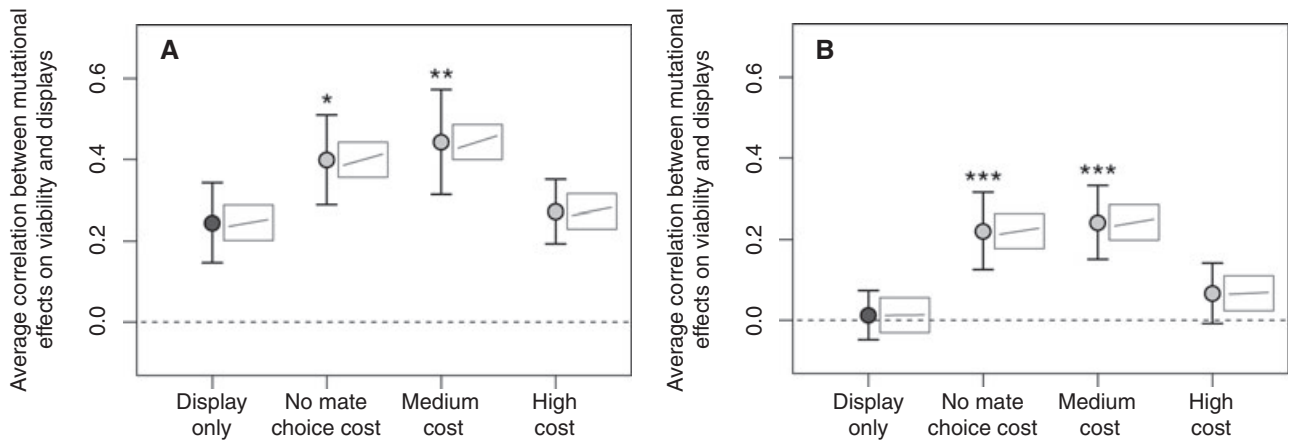 Average correlation between mutational
effects on viability and displays
A
0.6
0.4
0.2
0.0
*
**
Display
only
No mate
choice cost
Medium
cost
High
cost
Average correlation between mutational
effects on viability and displays
B
0.6
0.4
0.2
0.0
***
***
Display
only
No mate
choice cost
Medium
cost
High
cost